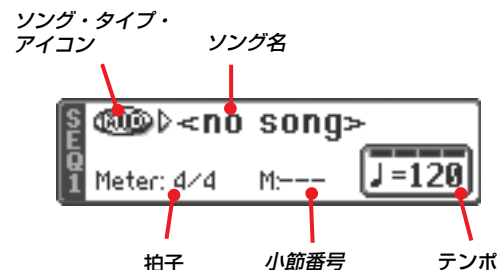 ソング・タイプ・
アイコン
ソング名
SEQ1
<no song>
♩=120
Meter: 4/4
M:---
拍子
小節番号
テンポ